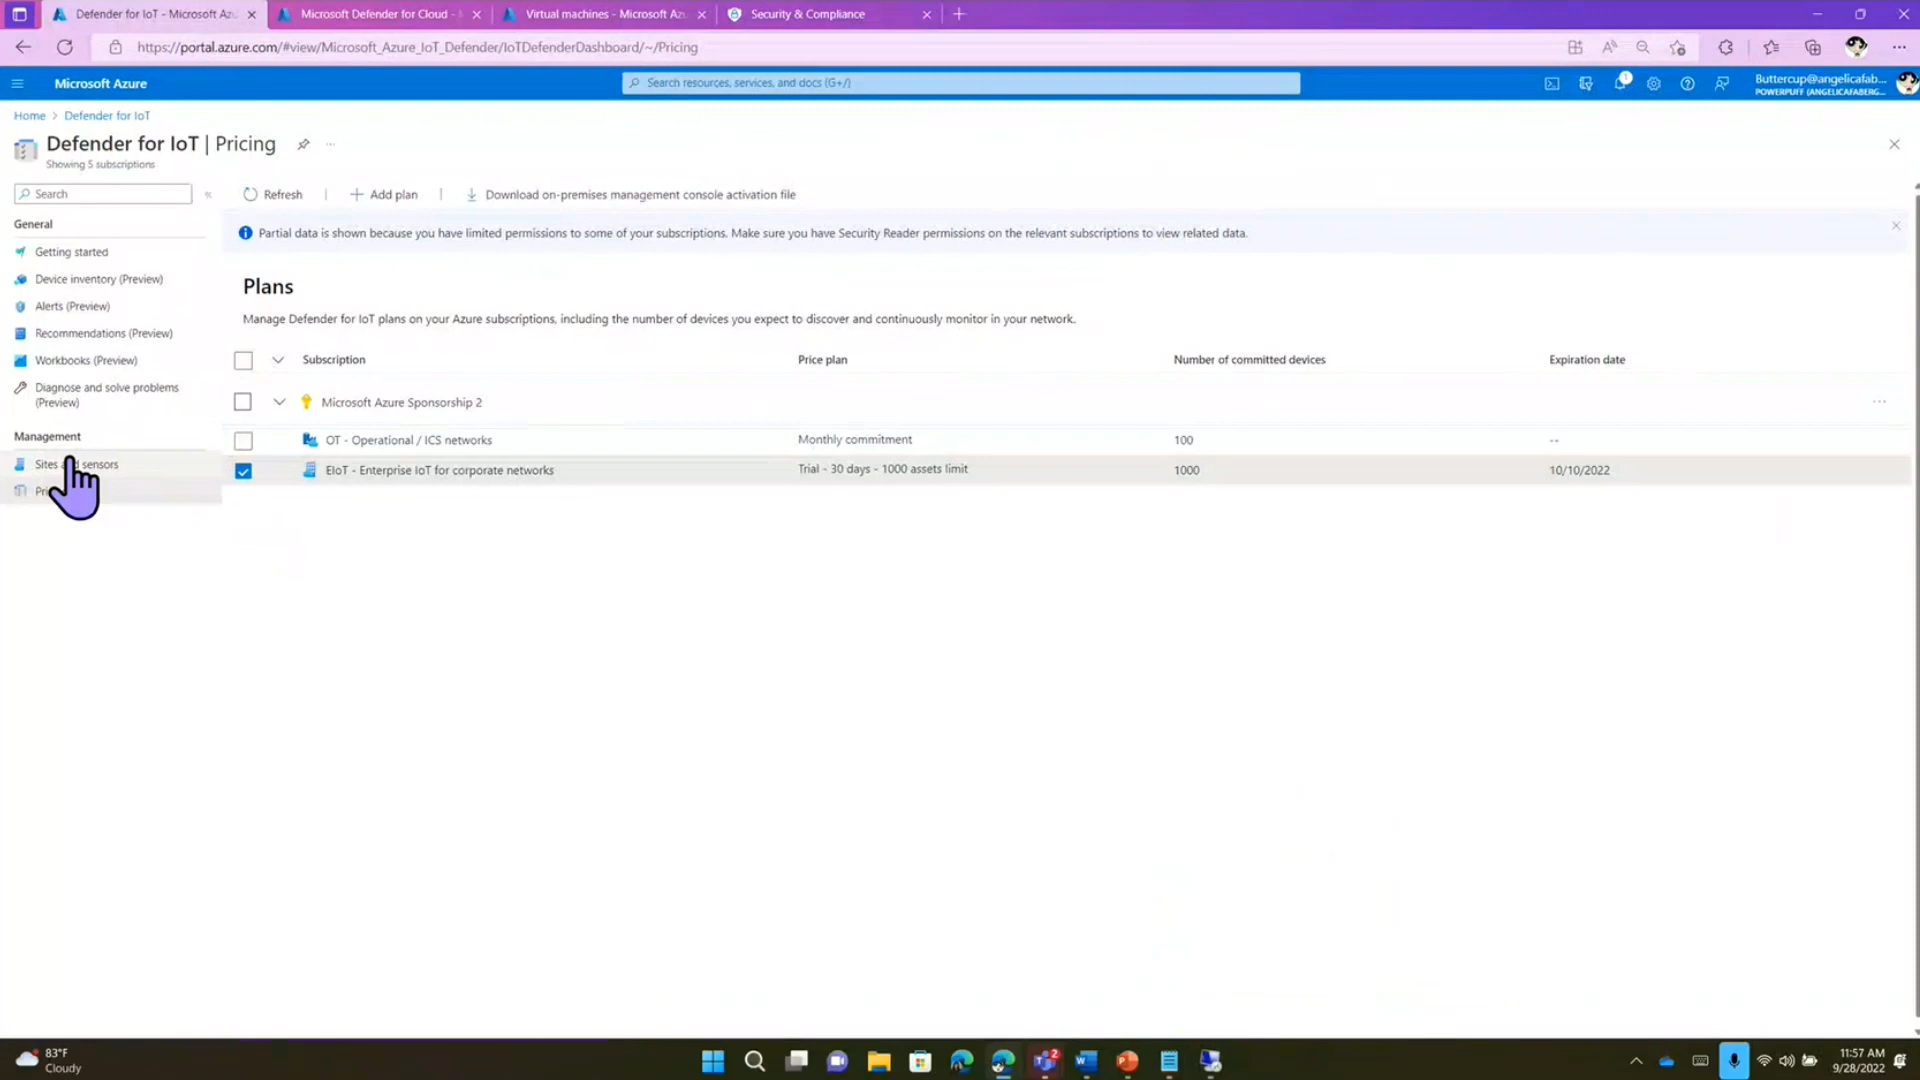 Defender for IoT - Microsoft Azu
Microsoft Defender for Cloud -
Virtual machines - Microsoft Azu
Security & Compliance
https://portal.azure.com/#view/Microsoft_Azure_IoT_Defender/IoTDefenderDashboard/~/Pricing
Microsoft Azure
Search resources, services, and docs (G+/)
1
Buttercup@angelicafab...
POWERPUFF (ANGELICAFABERG...
Home > Defender for IoT
Defender for IoT | Pricing
Showing 5 subscriptions
Search
Refresh
Add plan
Download on-premises management console activation file
General
Getting started
Device inventory (Preview)
Alerts (Preview)
Recommendations (Preview)
Workbooks (Preview)
Diagnose and solve problems
(Preview)
Management
Sites sensors
Partial data is shown because you have limited permissions to some of your subscriptions. Make sure you have Security Reader permissions on the relevant subscriptions to view related data.
Plans
Manage Defender for IoT plans on your Azure subscriptions, including the number of devices you expect to discover and continuously monitor in your network.
Subscription Price plan Number of committed devices Expiration date
Microsoft Azure Sponsorship 2
OT - Operational / ICS networks Monthly commitment 100 --
EIoT - Enterprise IoT for corporate networks Trial - 30 days - 1000 assets limit 1000 10/10/2022
83°F
Cloudy
2
11:57 AM
9/28/2022